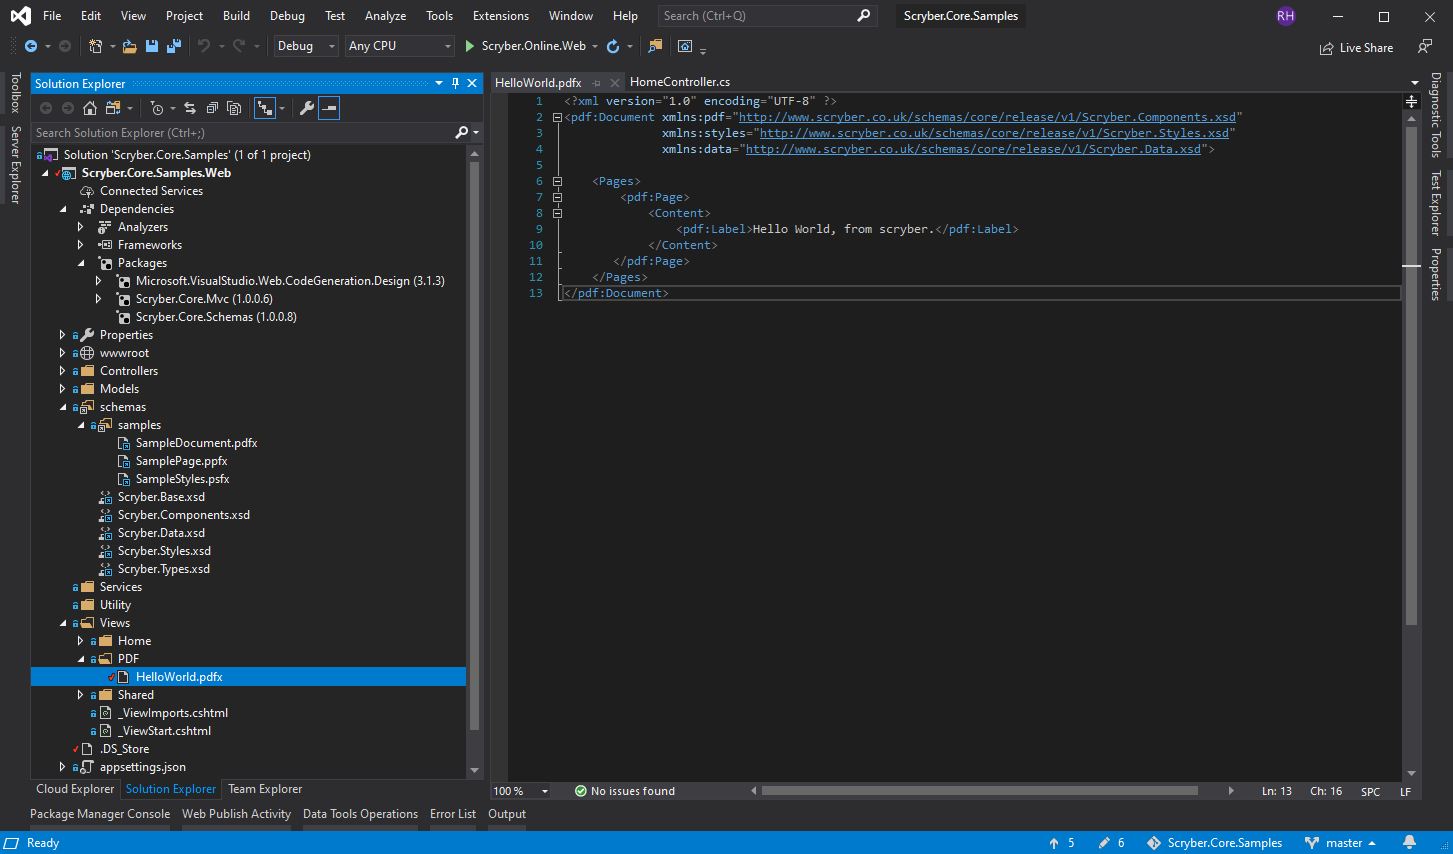 File Edit View Project Build Debug Test Analyze Tools Extensions Window Help Search (Ctrl+Q) Scryber.Core.Samples RH
Debug Any CPU Scryber.Online.Web Live Share
Toolbox
Server Explorer
Solution Explorer
Search Solution Explorer (Ctrl+;)
Solution 'Scryber.Core.Samples' (1 of 1 project)
Scryber.Core.Samples.Web
Connected Services
Dependencies
Analyzers
Frameworks
Packages
Microsoft.VisualStudio.Web.CodeGeneration.Design (3.1.3)
Scryber.Core.Mvc (1.0.0.6)
Scryber.Core.Schemas (1.0.0.8)
Properties
wwwroot
Controllers
Models
schemas
samples
SampleDocument.pdfx
SamplePage.ppfx
SampleStyles.psfx
Scryber.Base.xsd
Scryber.Components.xsd
Scryber.Data.xsd
Scryber.Styles.xsd
Scryber.Types.xsd
Services
Utility
Views
Home
PDF
HelloWorld.pdfx
Shared
_ViewImports.cshtml
_ViewStart.cshtml
.DS_Store
appsettings.json
Cloud Explorer Solution Explorer Team Explorer
HelloWorld.pdfx HomeController.cs
1 <?xml version="1.0" encoding="UTF-8" ?>
2 <pdf:Document xmlns:pdf="http://www.scryber.co.uk/schemas/core/release/v1/Scryber.Components.xsd"
3 xmlns:styles="http://www.scryber.co.uk/schemas/core/release/v1/Scryber.Styles.xsd"
4 xmlns:data="http://www.scryber.co.uk/schemas/core/release/v1/Scryber.Data.xsd">
5
6 <Pages>
7 <pdf:Page>
8 <Content>
9 <pdf:Label>Hello World, from scryber.</pdf:Label>
10 </Content>
11 </pdf:Page>
12 </Pages>
13 </pdf:Document>
100 % No issues found Ln: 13 Ch: 16 SPC LF
Diagnostic Tools
Test Explorer
Properties
Package Manager Console Web Publish Activity Data Tools Operations Error List Output
Ready 5 6 Scryber.Core.Samples master